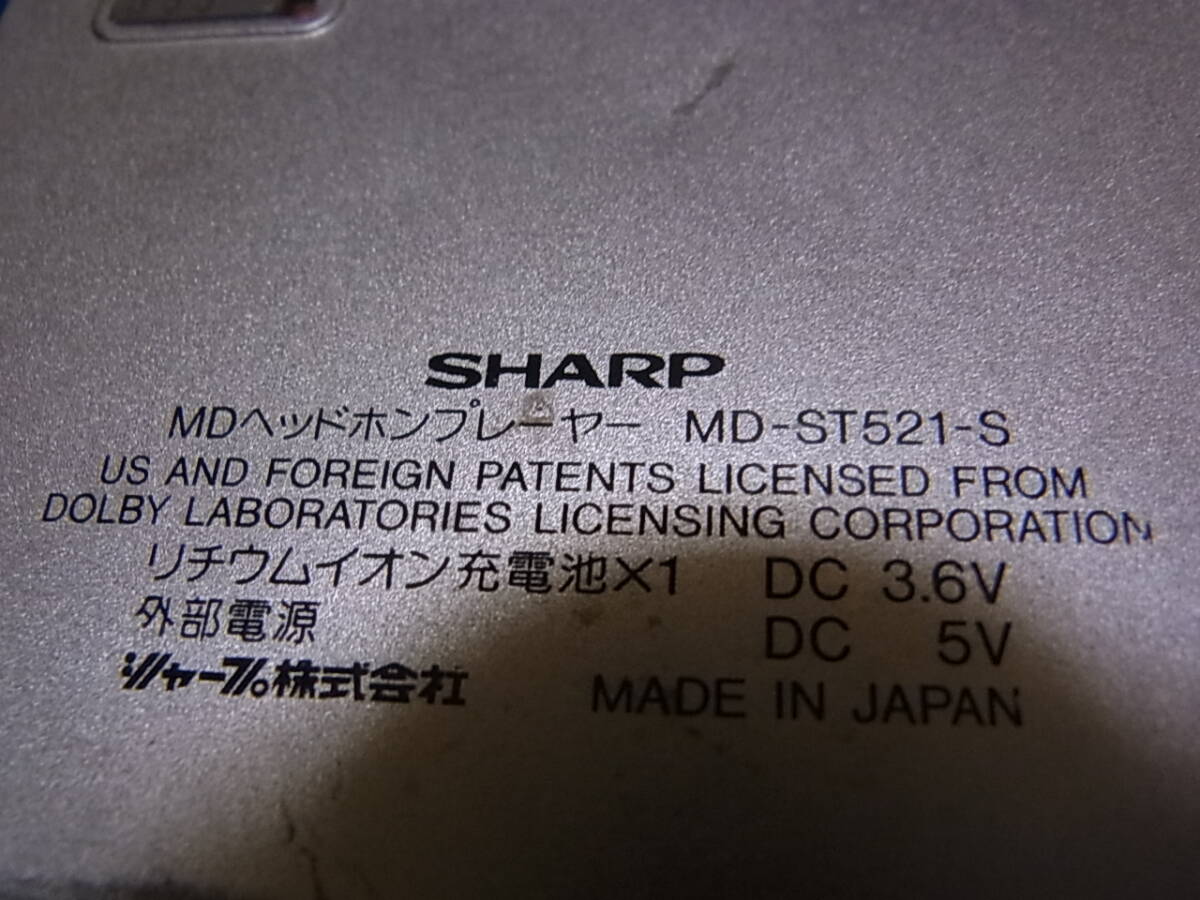 SHARP
MDヘッドホンプレーヤー MD-ST521-S
US AND FOREIGN PATENTS LICENSED FROM
DOLBY LABORATORIES LICENSING CORPORATION
リチウムイオン充電池×1 DC 3.6V
外部電源 DC 5V
シャープ株式会社 MADE IN JAPAN